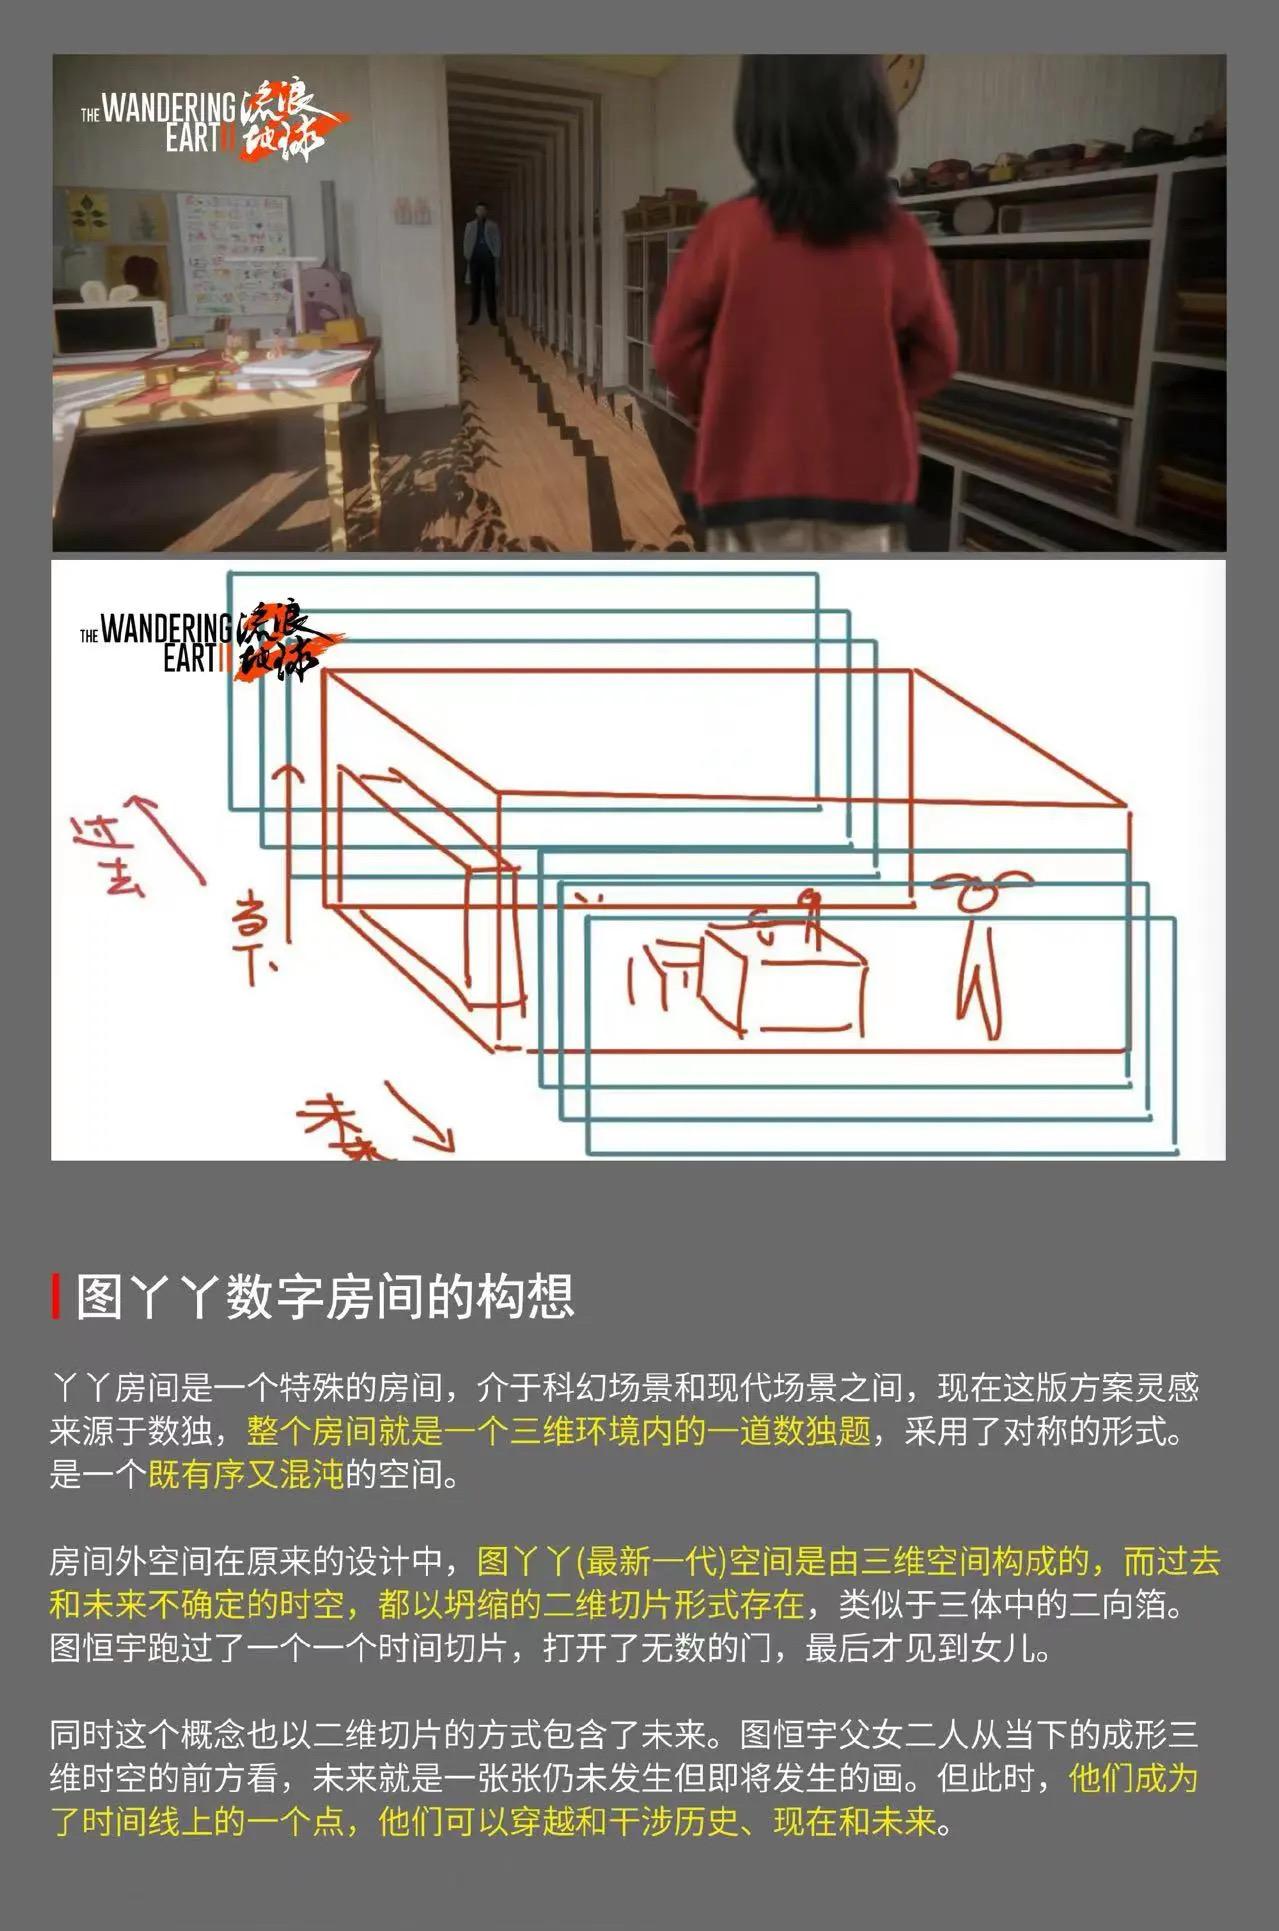 THE WANDERING
EARTII
流浪
地球
THE WANDERING
EARTII
流浪
地球
过去
当下
未来
图丫丫数字房间的构想
丫丫房间是一个特殊的房间，介于科幻场景和现代场景之间，现在这版方案灵感
来源于数独，整个房间就是一个三维环境内的一道数独题，采用了对称的形式。
是一个既有序又混沌的空间。
房间外空间在原来的设计中，图丫丫(最新一代)空间是由三维空间构成的，而过去
和未来不确定的时空，都以坍缩的二维切片形式存在，类似于三体中的二向箔。
图恒宇跑过了一个一个时间切片，打开了无数的门，最后才见到女儿。
同时这个概念也以二维切片的方式包含了未来。图恒宇父女二人从当下的成形三
维时空的前方看，未来就是一张张仍未发生但即将发生的画。但此时，他们成为
了时间线上的一个点，他们可以穿越和干涉历史、现在和未来。